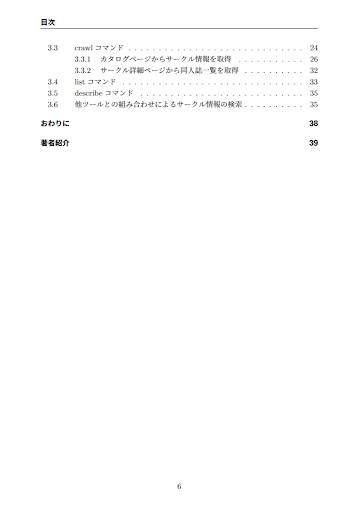 目次
3.3 crawl コマンド . . . . . . . . . . . . . . . . . . . . . . . . . . . . 24
3.3.1 カタログページからサークル情報を取得 . . . . . . . . . . . 26
3.3.2 サークル詳細ページから同人誌一覧を取得 . . . . . . . . . . 32
3.4 list コマンド . . . . . . . . . . . . . . . . . . . . . . . . . . . . . 33
3.5 describe コマンド . . . . . . . . . . . . . . . . . . . . . . . . . . 35
3.6 他ツールとの組み合わせによるサークル情報の検索 . . . . . . . . . . 35
おわりに 38
著者紹介 39
6